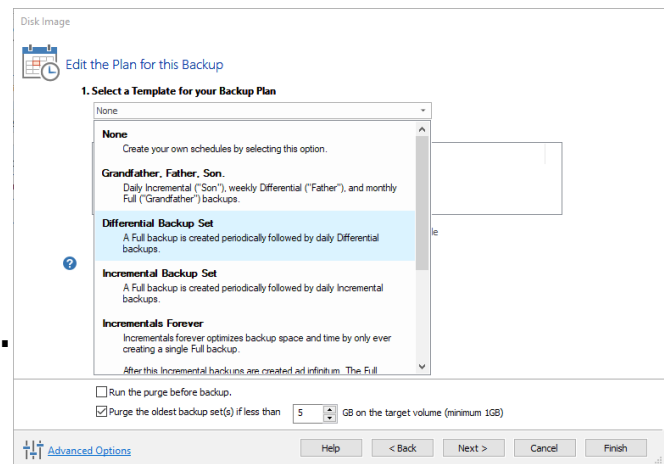 Disk Image
Edit the Plan for this Backup
1. Select a Template for your Backup Plan
None
None
Create your own schedules by selecting this option.
Grandfather, Father, Son.
Daily Incremental ("Son"), weekly Differential ("Father"), and monthly
Full ("Grandfather") backups.
Differential Backup Set
A Full backup is created periodically followed by daily Differential
backups.
le
Incremental Backup Set
A Full backup is created periodically followed by daily Incremental
backups.
Incrementals Forever
Incrementals forever optimizes backup space and time by only ever
creating a single Full backup.
After this Incremental backups are created ad infinitum. The Full
Run the purge before backup.
Purge the oldest backup set(s) if less than 5 GB on the target volume (minimum 1GB)
Advanced Options Help < Back Next > Cancel Finish